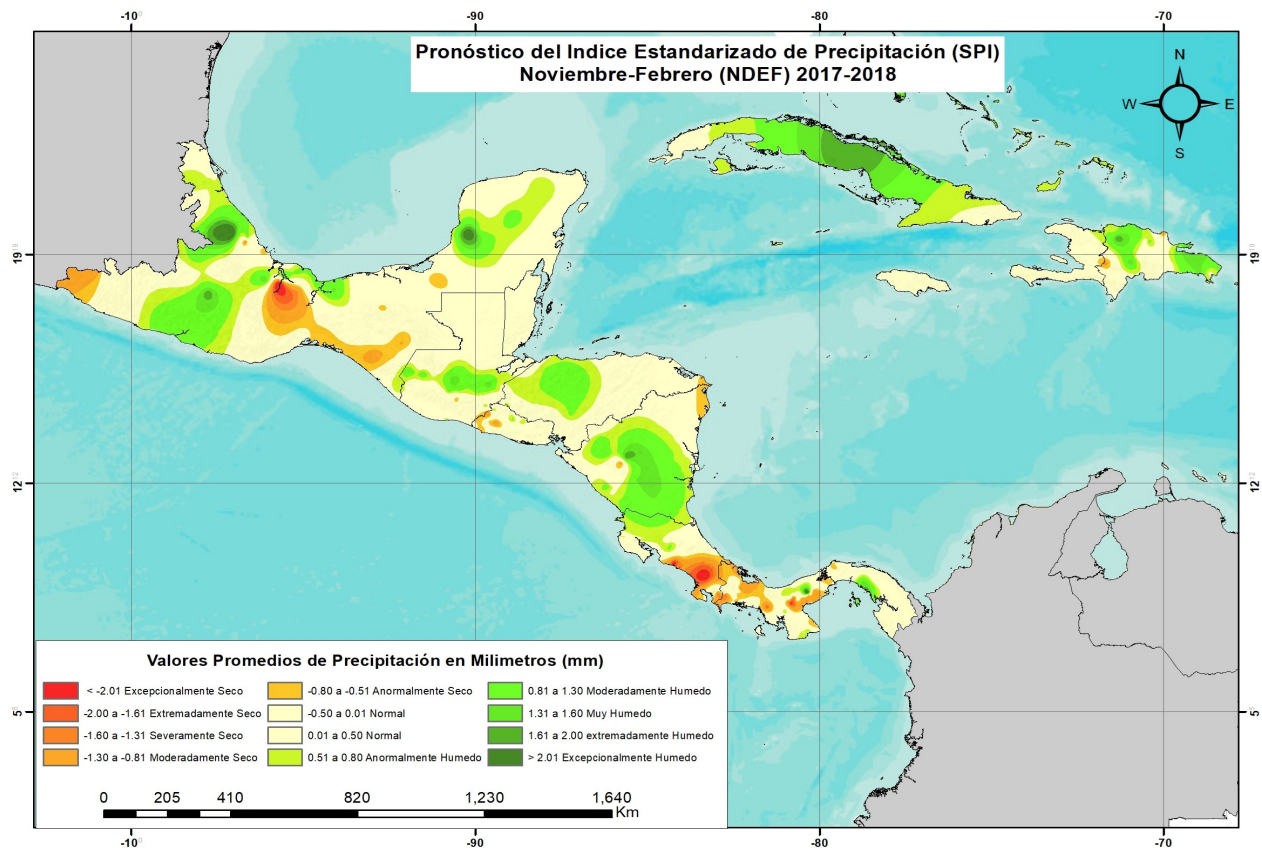 -10⁰
-90
-80
-70
Pronóstico del Indice Estandarizado de Precipitación (SPI)
Noviembre-Febrero (NDEF) 2017-2018
N
W
E
S
19
19
12
12
5
5
Valores Promedios de Precipitación en Milimetros (mm)
< -2.01 Excepcionalmente Seco
-2.00 a -1.61 Extremadamente Seco
-1.60 a -1.31 Severamente Seco
-1.30 a -0.81 Moderadamente Seco
-0.80 a -0.51 Anormalmente Seco
-0.50 a 0.01 Normal
0.01 a 0.50 Normal
0.51 a 0.80 Anormalmente Humedo
0.81 a 1.30 Moderadamente Humedo
1.31 a 1.60 Muy Humedo
1.61 a 2.00 extremadamente Humedo
> 2.01 Excepcionalmente Humedo
0 205 410 820 1,230 1,640
Km
-10⁰
-90
-80
-70